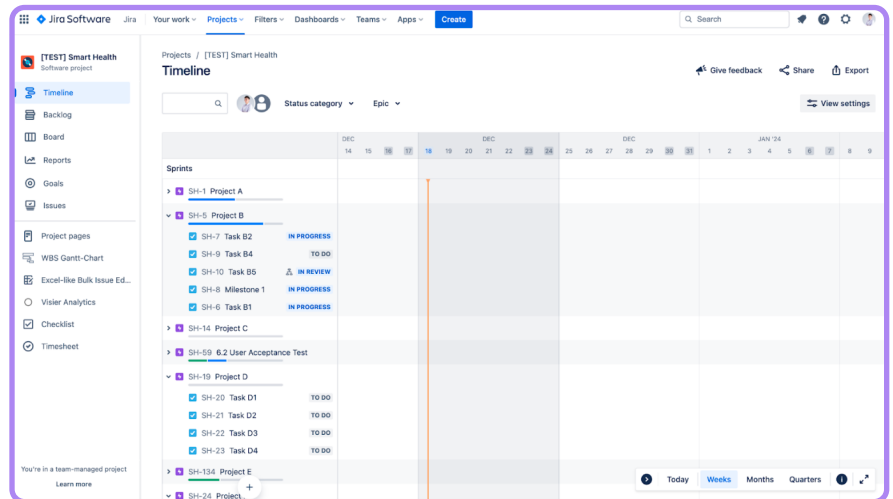 Jira Software Jira Your work Projects Filters Dashboards Teams Apps Create Search
[TEST] Smart Health
Software project
Timeline
Backlog
Board
Reports
Goals
Issues
Project pages
WBS Gantt-Chart
Excel-like Bulk Issue Ed...
Visier Analytics
Checklist
Timesheet
You're in a team-managed project
Learn more
Projects / [TEST] Smart Health
Timeline
Give feedback Share Export
Status category Epic View settings
DEC DEC DEC JAN '24
14 15 16 17 18 19 20 21 22 23 24 25 26 27 28 29 30 31 1 2 3 4 5 6 7 8 9
Sprints
SH-1 Project A
SH-5 Project B
SH-7 Task B2 IN PROGRESS
SH-9 Task B4 TO DO
SH-10 Task B5 IN REVIEW
SH-8 Milestone 1 IN PROGRESS
SH-6 Task B1 IN PROGRESS
SH-14 Project C
SH-59 6.2 User Acceptance Test
SH-19 Project D
SH-20 Task D1 TO DO
SH-21 Task D2 TO DO
SH-22 Task D3 TO DO
SH-23 Task D4 TO DO
SH-134 Project E
SH-24 Project
Today Weeks Months Quarters